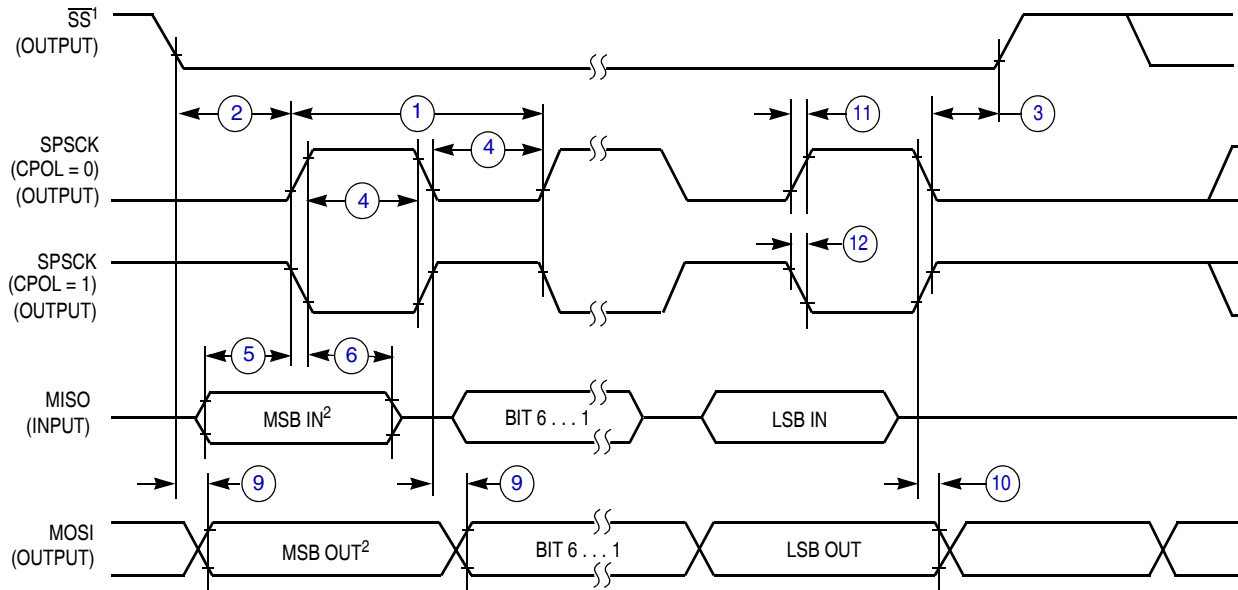 SS¹
(OUTPUT)
2
1
11
3
SPSCK
(CPOL = 0)
(OUTPUT)
4
4
SPSCK
(CPOL = 1)
(OUTPUT)
12
5
6
MISO
(INPUT)
MSB IN²
BIT 6 . . . 1
LSB IN
9
9
10
MOSI
(OUTPUT)
MSB OUT²
BIT 6 . . . 1
LSB OUT